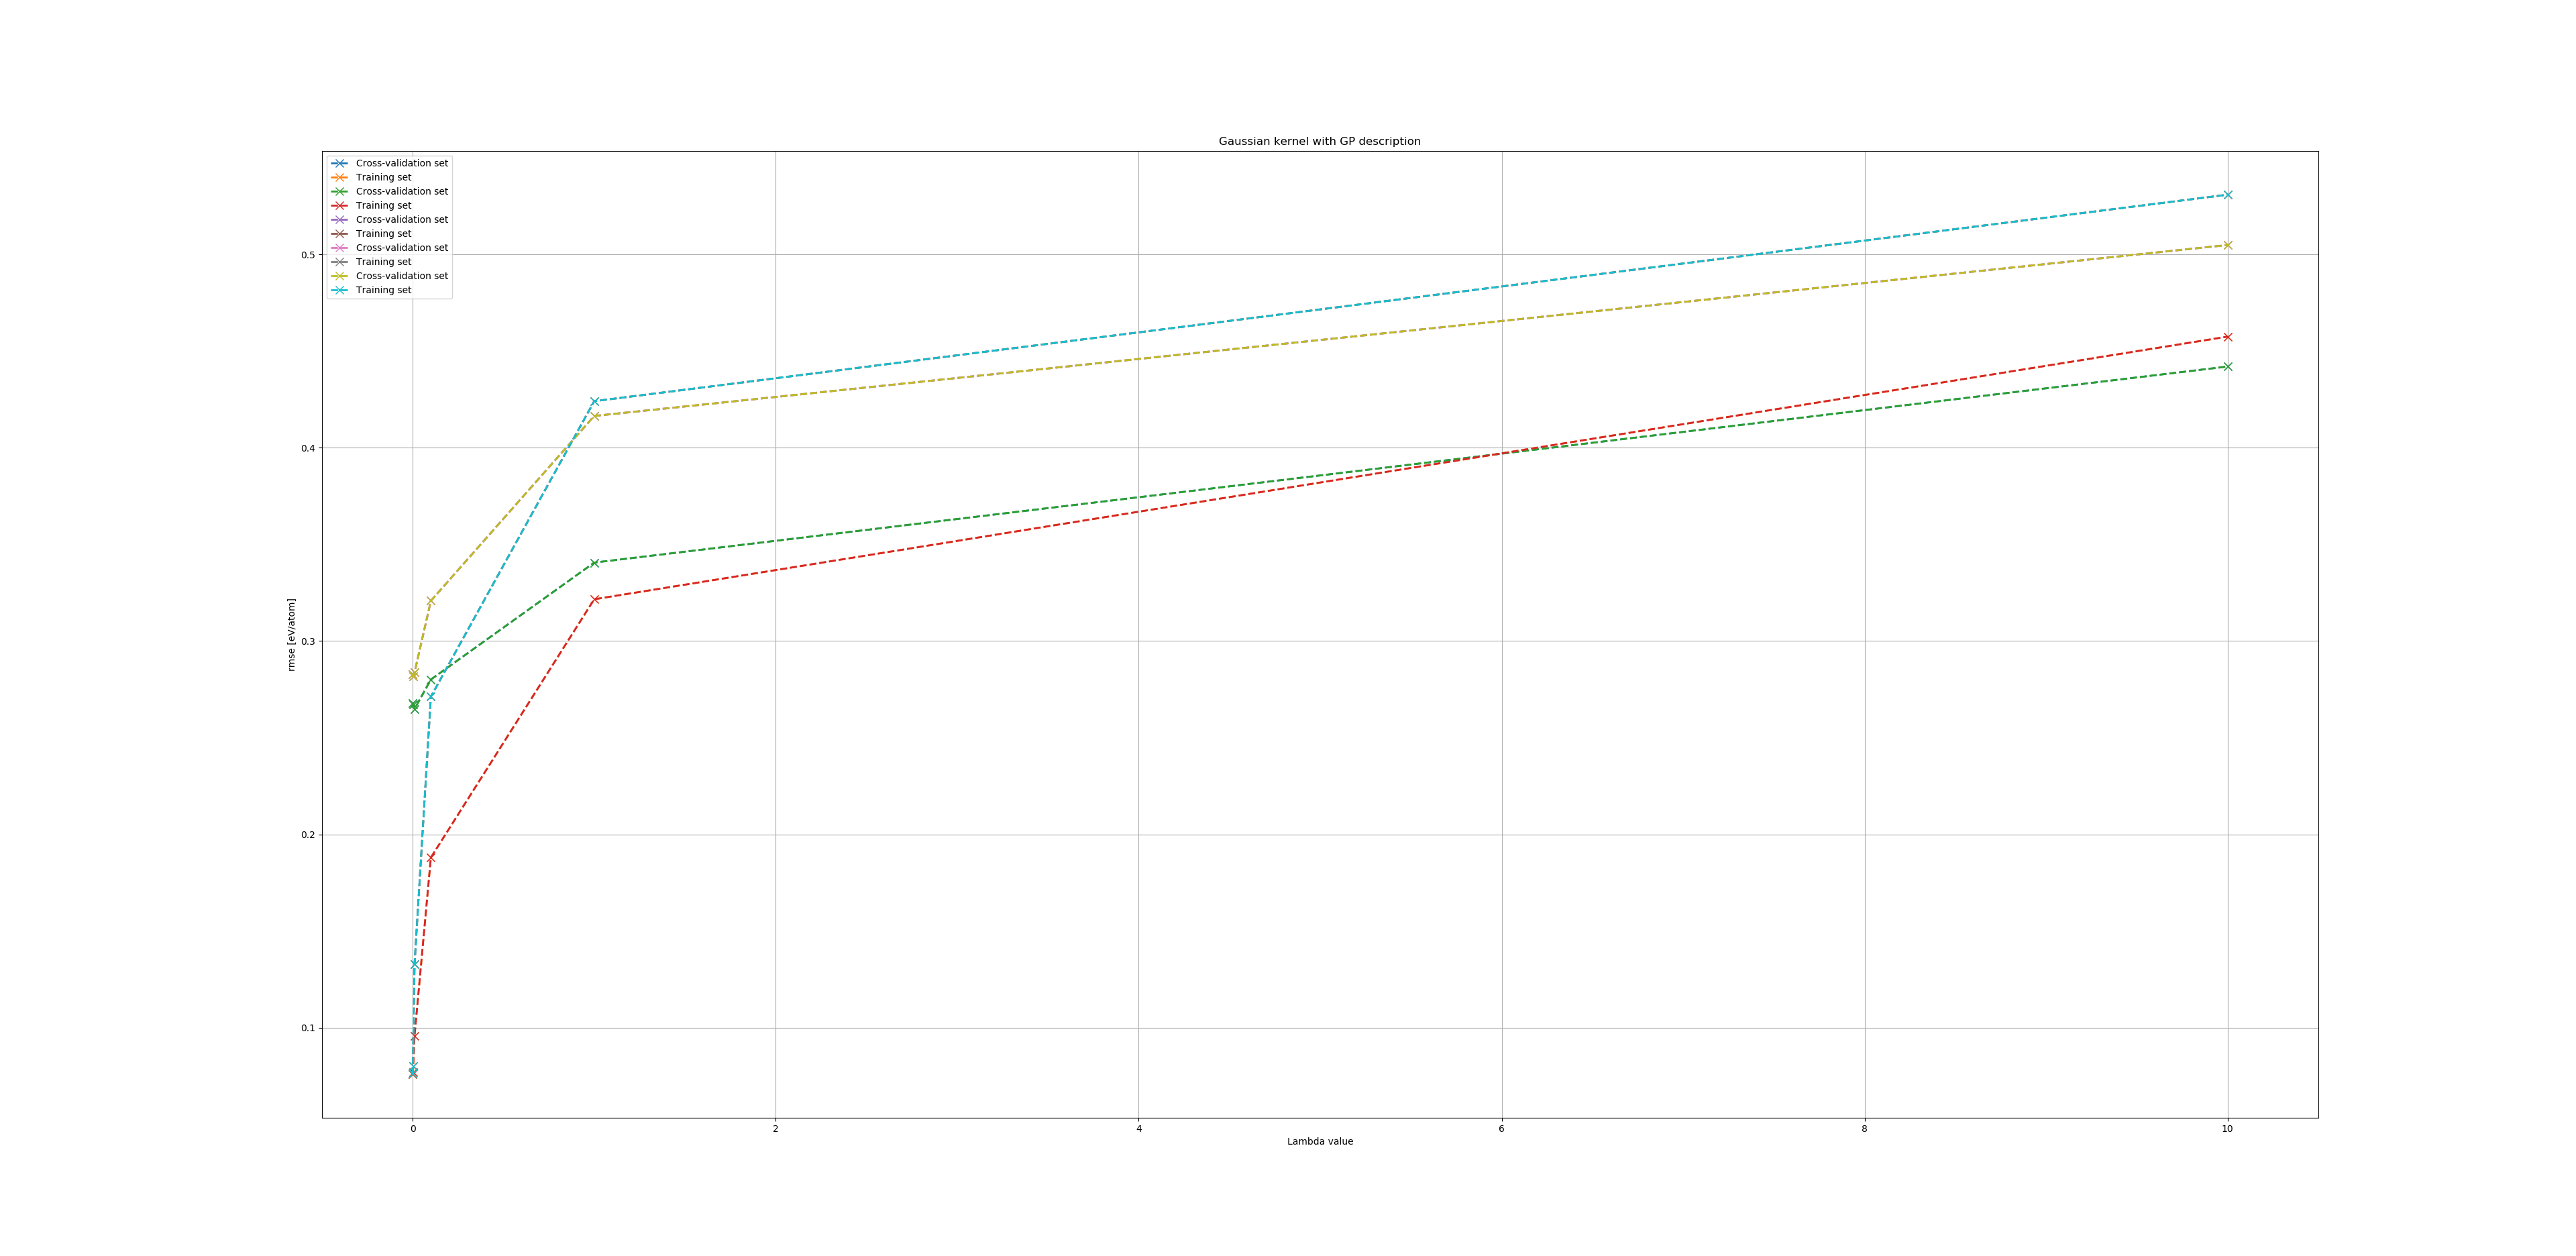 Gaussian kernel with GP description
Cross-validation set
Training set
Cross-validation set
Training set
Cross-validation set
Training set
Cross-validation set
Training set
Cross-validation set
Training set
0.5
0.4
0.3
0.2
0.1
rmse [eV/atom]
0 2 4 6 8 10
Lambda value